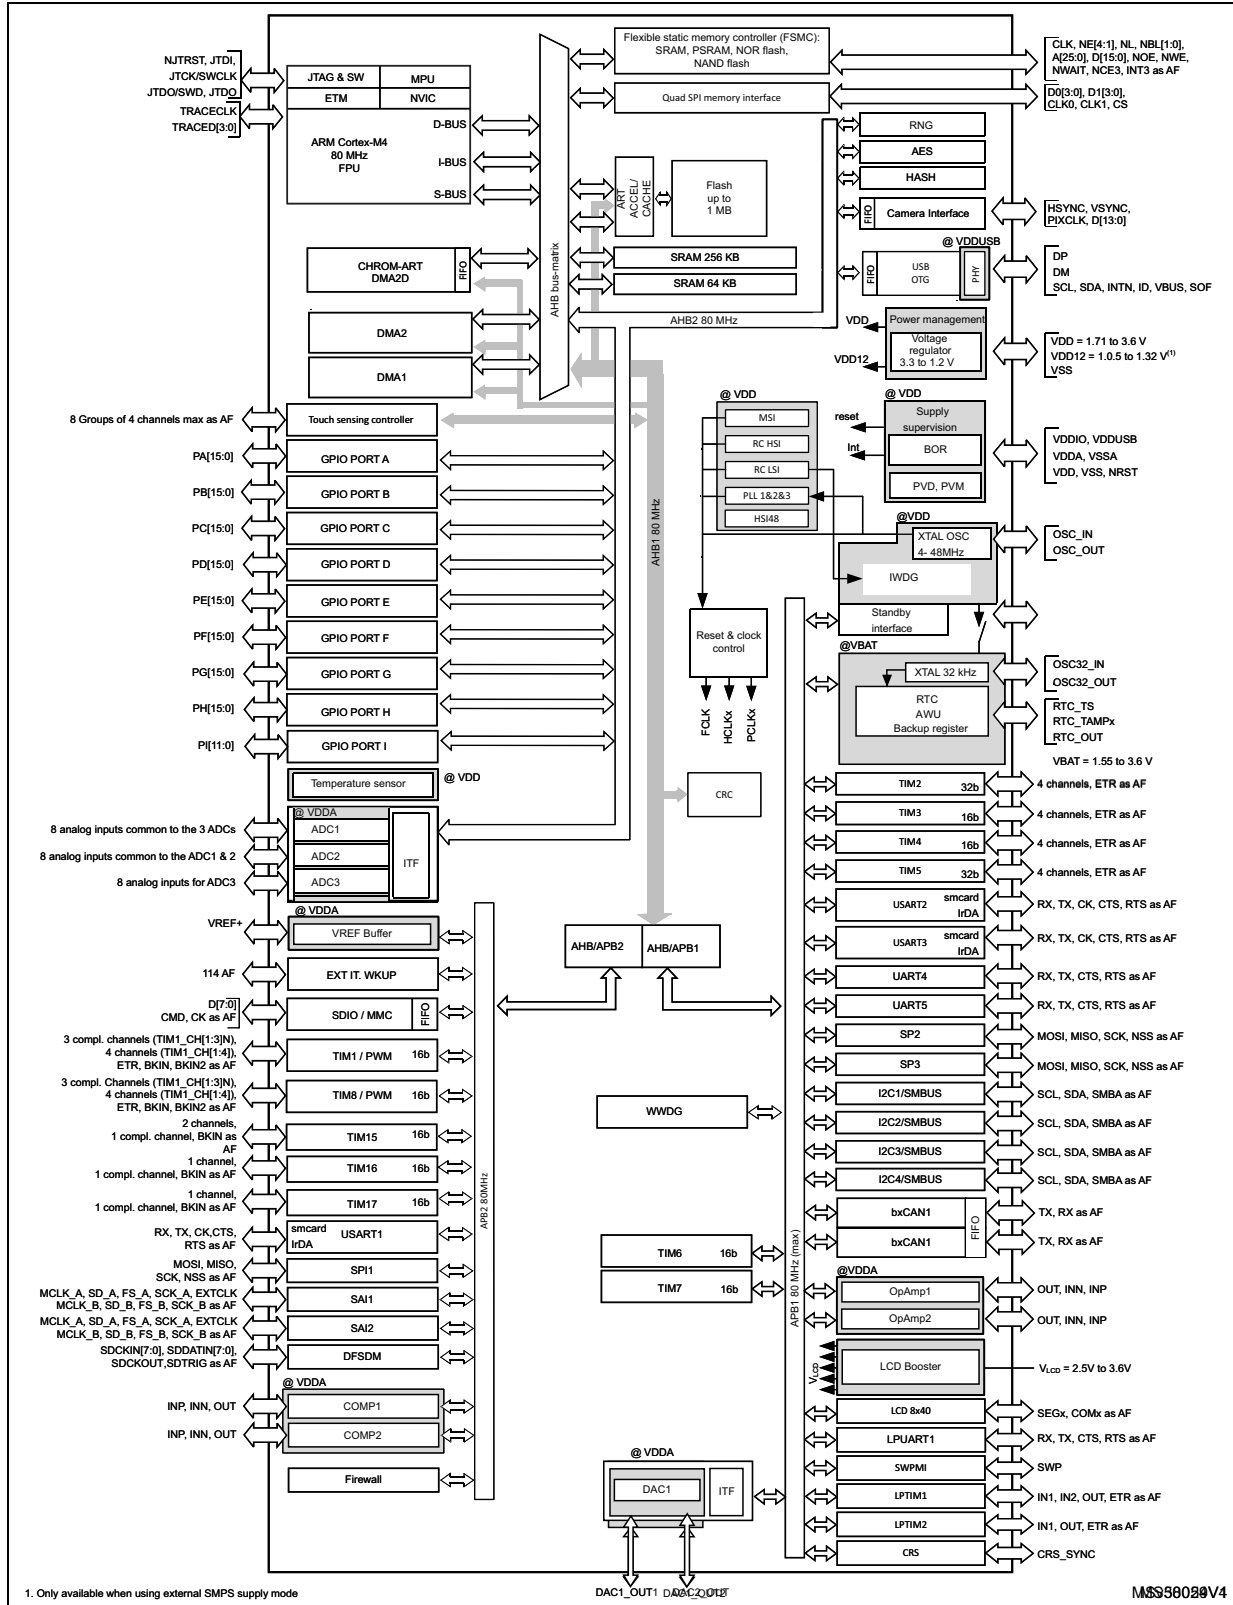 Flexible static memory controller (FSMC):
SRAM, PSRAM, NOR flash,
NAND flash
CLK, NE[4:1], NL, NBL[1:0],
A[25:0], D[15:0], NOE, NWE,
NWAIT, NCE3, INT3 as AF
Quad SPI memory interface
D0[3:0], D1[3:0],
CLK0, CLK1, CS
NJTRST, JTDI,
JTCK/SWCLK
JTDO/SWD, JTDO
TRACECLK
TRACED[3:0]
JTAG & SW
MPU
ETM
NVIC
ARM Cortex-M4
80 MHz
FPU
D-BUS
I-BUS
S-BUS
AHB bus-matrix
ART
ACCEL/
CACHE
Flash
up to
1 MB
SRAM 256 KB
SRAM 64 KB
AHB2 80 MHz
CHROM-ART
DMA2D
FIFO
DMA2
DMA1
RNG
AES
HASH
FIFO
Camera Interface
HSYNC, VSYNC,
PIXCLK, D[13:0]
@ VDDUSB
FIFO
USB
OTG
PHY
DP
DM
SCL, SDA, INTN, ID, VBUS, SOF
VDD
VDD12
Power management
Voltage
regulator
3.3 to 1.2 V
VDD = 1.71 to 3.6 V
VDD12 = 1.0.5 to 1.32 V(1)
VSS
@ VDD
MSI
RC HSI
RC LSI
PLL 1&2&3
HSI48
@ VDD
reset
Int
Supply
supervision
BOR
PVD, PVM
VDDIO, VDDUSB
VDDA, VSSA
VDD, VSS, NRST
@VDD
XTAL OSC
4- 48MHz
IWDG
OSC_IN
OSC_OUT
Standby
interface
@VBAT
XTAL 32 kHz
RTC
AWU
Backup register
OSC32_IN
OSC32_OUT
RTC_TS
RTC_TAMPx
RTC_OUT
VBAT = 1.55 to 3.6 V
Reset & clock
control
FCLK
HCLKx
PCLKx
AHB1 80 MHz
CRC
8 Groups of 4 channels max as AF
Touch sensing controller
PA[15:0]
GPIO PORT A
PB[15:0]
GPIO PORT B
PC[15:0]
GPIO PORT C
PD[15:0]
GPIO PORT D
PE[15:0]
GPIO PORT E
PF[15:0]
GPIO PORT F
PG[15:0]
GPIO PORT G
PH[15:0]
GPIO PORT H
PI[11:0]
GPIO PORT I
Temperature sensor
@ VDD
@ VDDA
8 analog inputs common to the 3 ADCs
ADC1
8 analog inputs common to the ADC1 & 2
ADC2
8 analog inputs for ADC3
ADC3
ITF
@ VDDA
VREF+
VREF Buffer
114 AF
EXT IT. WKUP
D[7:0]
CMD, CK as AF
SDIO / MMC
FIFO
3 compl. channels (TIM1_CH[1:3]N),
4 channels (TIM1_CH[1:4]),
ETR, BKIN, BKIN2 as AF
TIM1 / PWM 16b
3 compl. Channels (TIM1_CH[1:3]N),
4 channels (TIM1_CH[1:4]),
ETR, BKIN, BKIN2 as AF
TIM8 / PWM 16b
2 channels,
1 compl. channel, BKIN as
AF
TIM15 16b
1 channel,
1 compl. channel, BKIN as AF
TIM16 16b
1 channel,
1 compl. channel, BKIN as AF
TIM17 16b
RX, TX, CK,CTS,
RTS as AF
smcard
IrDA
USART1
MOSI, MISO,
SCK, NSS as AF
SPI1
MCLK_A, SD_A, FS_A, SCK_A, EXTCLK
MCLK_B, SD_B, FS_B, SCK_B as AF
SAI1
MCLK_A, SD_A, FS_A, SCK_A, EXTCLK
MCLK_B, SD_B, FS_B, SCK_B as AF
SAI2
SDCKIN[7:0], SDDATIN[7:0],
SDCKOUT,SDTRIG as AF
DFSDM
@ VDDA
INP, INN, OUT
COMP1
INP, INN, OUT
COMP2
Firewall
APB2 80MHz
AHB/APB2
AHB/APB1
WWDG
TIM6 16b
TIM7 16b
@ VDDA
DAC1
ITF
DAC1_OUT1
APB1 80 MHz (max)
TIM2 32b
4 channels, ETR as AF
TIM3 16b
4 channels, ETR as AF
TIM4 16b
4 channels, ETR as AF
TIM5 32b
4 channels, ETR as AF
USART2
smcard
IrDA
RX, TX, CK, CTS, RTS as AF
USART3
smcard
IrDA
RX, TX, CK, CTS, RTS as AF
UART4
RX, TX, CTS, RTS as AF
UART5
RX, TX, CTS, RTS as AF
SP2
MOSI, MISO, SCK, NSS as AF
SP3
MOSI, MISO, SCK, NSS as AF
I2C1/SMBUS
SCL, SDA, SMBA as AF
I2C2/SMBUS
SCL, SDA, SMBA as AF
I2C3/SMBUS
SCL, SDA, SMBA as AF
I2C4/SMBUS
SCL, SDA, SMBA as AF
bxCAN1
TX, RX as AF
bxCAN1
TX, RX as AF
FIFO
@VDDA
OpAmp1
OUT, INN, INP
OpAmp2
OUT, INN, INP
VLCD
LCD Booster
VLCD = 2.5V to 3.6V
LCD 8x40
SEGx, COMx as AF
LPUART1
RX, TX, CTS, RTS as AF
SWPMI
SWP
LPTIM1
IN1, IN2, OUT, ETR as AF
LPTIM2
IN1, OUT, ETR as AF
CRS
CRS_SYNC
1. Only available when using external SMPS supply mode